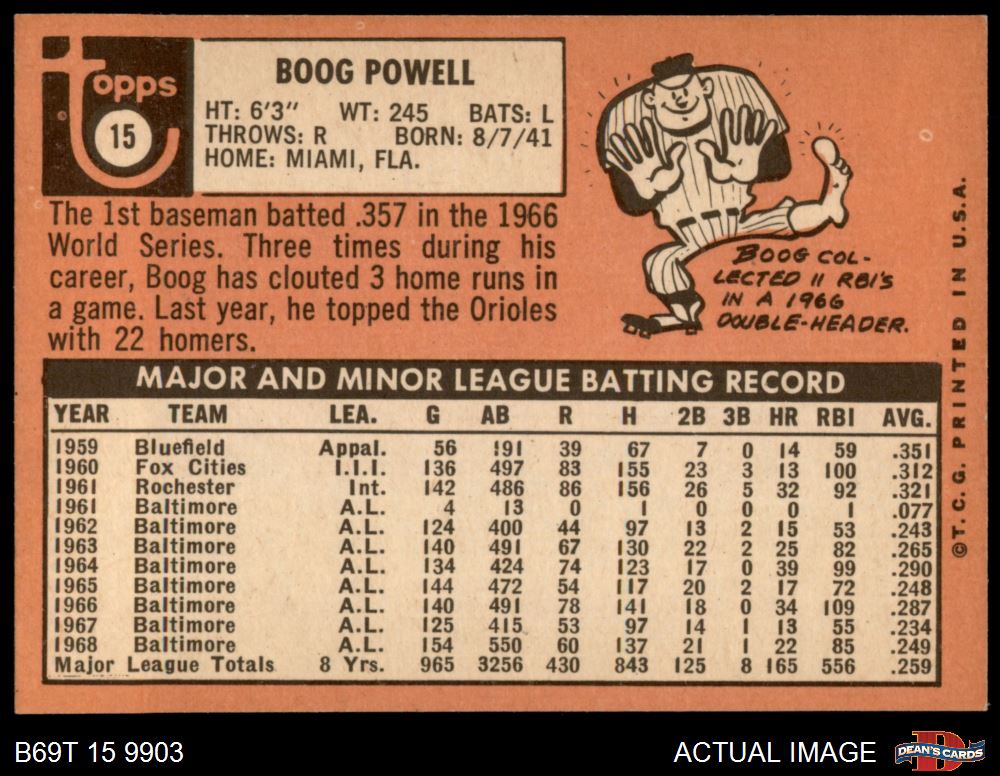 topps
15
BOOG POWELL
HT: 6'3" WT: 245 BATS: L
THROWS: R BORN: 8/7/41
HOME: MIAMI, FLA.
The 1st baseman batted .357 in the 1966
World Series. Three times during his
career, Boog has clouted 3 home runs in
a game. Last year, he topped the Orioles
with 22 homers.
BOOG COL-
LECTED 11 RBI'S
IN A 1966
DOUBLE-HEADER.
MAJOR AND MINOR LEAGUE BATTING RECORD
YEAR TEAM LEA. G AB R H 2B 3B HR RBI AVG.
1959 Bluefield Appal. 56 191 39 67 7 0 14 59 .351
1960 Fox Cities I.I.I. 136 497 83 155 23 3 13 100 .312
1961 Rochester Int. 142 486 86 156 26 5 32 92 .321
1961 Baltimore A.L. 4 13 0 1 0 0 0 1 .077
1962 Baltimore A.L. 124 400 44 97 13 2 15 53 .243
1963 Baltimore A.L. 140 491 67 130 22 2 25 82 .265
1964 Baltimore A.L. 134 424 74 123 17 0 39 99 .290
1965 Baltimore A.L. 144 472 54 117 20 2 17 72 .248
1966 Baltimore A.L. 140 491 78 141 18 0 34 109 .287
1967 Baltimore A.L. 125 415 53 97 14 1 13 55 .234
1968 Baltimore A.L. 154 550 60 137 21 1 22 85 .249
Major League Totals 8 Yrs. 965 3256 430 843 125 8 165 556 .259
©T.C.G. PRINTED IN U.S.A.
B69T 15 9903
ACTUAL IMAGE
DEAN'S CARDS